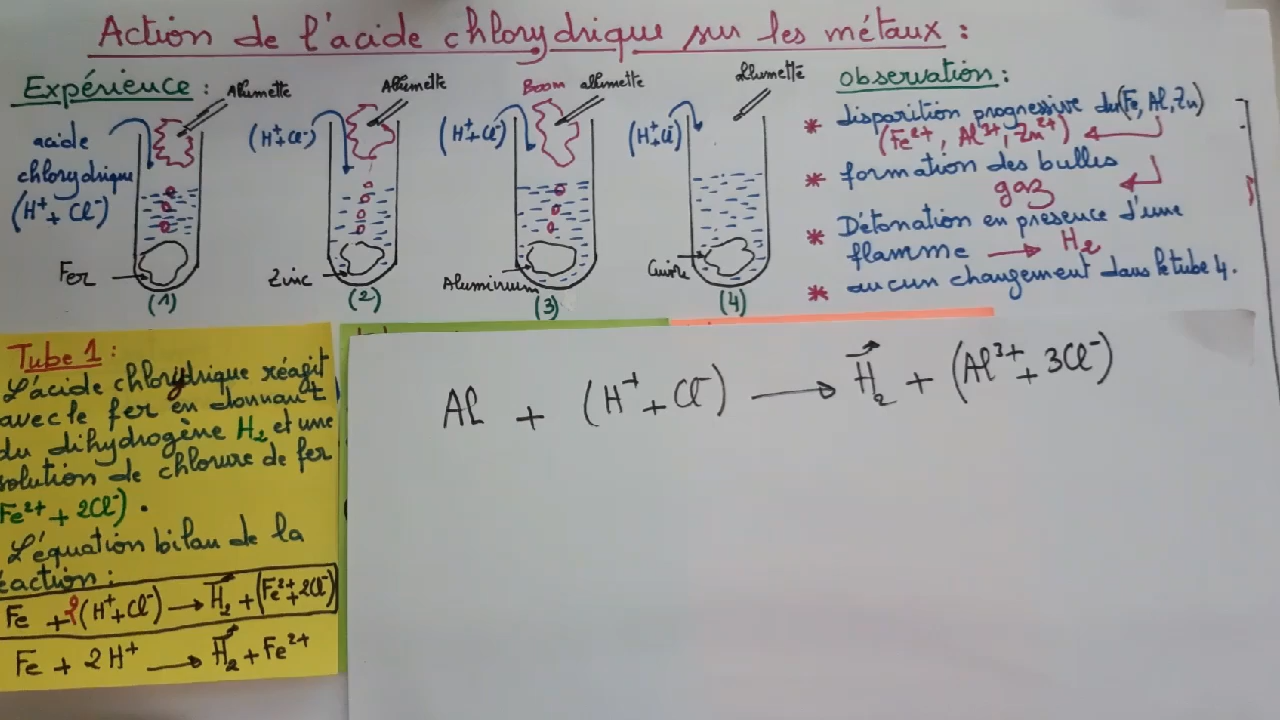 Action de l'acide chlorydrique sur les métaux :
Expérience :
Allumette
Allumette
Boom allumette
Allumette
acide
chlorydrique
(H⁺ + Cl⁻)
(H⁺+Cl⁻)
(H⁺+Cl⁻)
(H⁺+Cl⁻)
Fer
Zinc
Aluminium
Cuivre
(1)
(2)
(3)
(4)
Observation :
* disparition progressive du (Fe, Al, Zn)
(Fe²⁺, Al³⁺, Zn²⁺) ←
* formation des bulles
gaz ←
* Détonation en présence d'une
flamme → H₂
* aucun changement dans le tube 4.
Tube 1 :
L'acide chlorydrique réagit
avec le fer en donnant
du dihydrogène H₂ et une
solution de chlorure de fer
Fe²⁺ + 2Cl⁻) .
L'équation bilan de la
éaction :
Fe + 2(H⁺+Cl⁻) → H₂ + (Fe²⁺+2Cl⁻)
Fe + 2H⁺ → H₂ + Fe²⁺
Al + (H⁺ + Cl⁻) → H₂ + (Al³⁺ + 3Cl⁻)